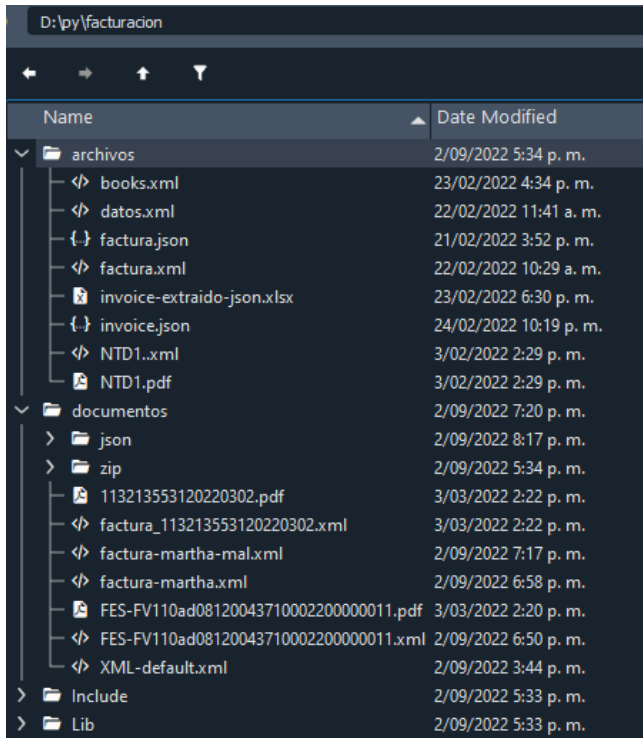 D:\py\facturacion
Name Date Modified
archivos 2/09/2022 5:34 p. m.
books.xml 23/02/2022 4:34 p. m.
datos.xml 22/02/2022 11:41 a. m.
factura.json 21/02/2022 3:52 p. m.
factura.xml 22/02/2022 10:29 a. m.
invoice-extraido-json.xlsx 23/02/2022 6:30 p. m.
invoice.json 24/02/2022 10:19 p. m.
NTD1..xml 3/02/2022 2:29 p. m.
NTD1.pdf 3/02/2022 2:29 p. m.
documentos 2/09/2022 7:20 p. m.
json 2/09/2022 8:17 p. m.
zip 2/09/2022 5:34 p. m.
113213553120220302.pdf 3/03/2022 2:22 p. m.
factura_113213553120220302.xml 3/03/2022 2:22 p. m.
factura-martha-mal.xml 2/09/2022 7:17 p. m.
factura-martha.xml 2/09/2022 6:58 p. m.
FES-FV110ad08120043710002200000011.pdf 3/03/2022 2:20 p. m.
FES-FV110ad08120043710002200000011.xml 2/09/2022 6:50 p. m.
XML-default.xml 2/09/2022 3:44 p. m.
Include 2/09/2022 5:33 p. m.
Lib 2/09/2022 5:33 p. m.